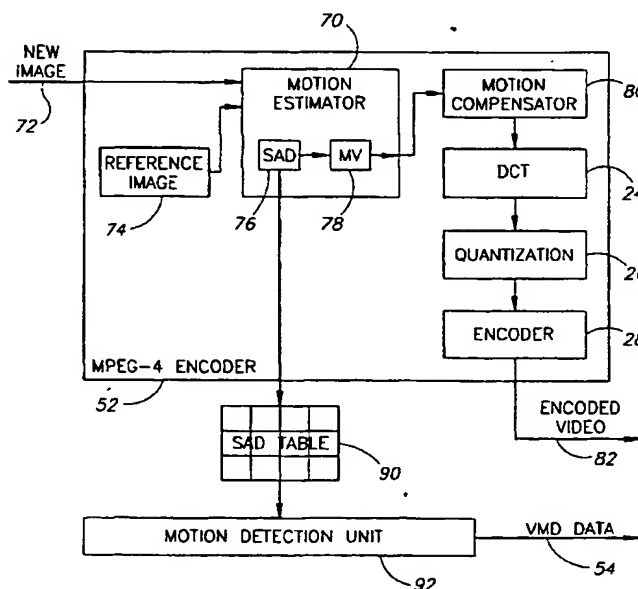 NEW
IMAGE
72
70
MOTION
ESTIMATOR
SAD
MV
76
78
REFERENCE
IMAGE
74
MOTION
COMPENSATOR
DCT
24
QUANTIZATION
ENCODER
MPEG-4 ENCODER
52
ENCODED
VIDEO
82
SAD TABLE
90
MOTION DETECTION UNIT
92
VMD DATA
54